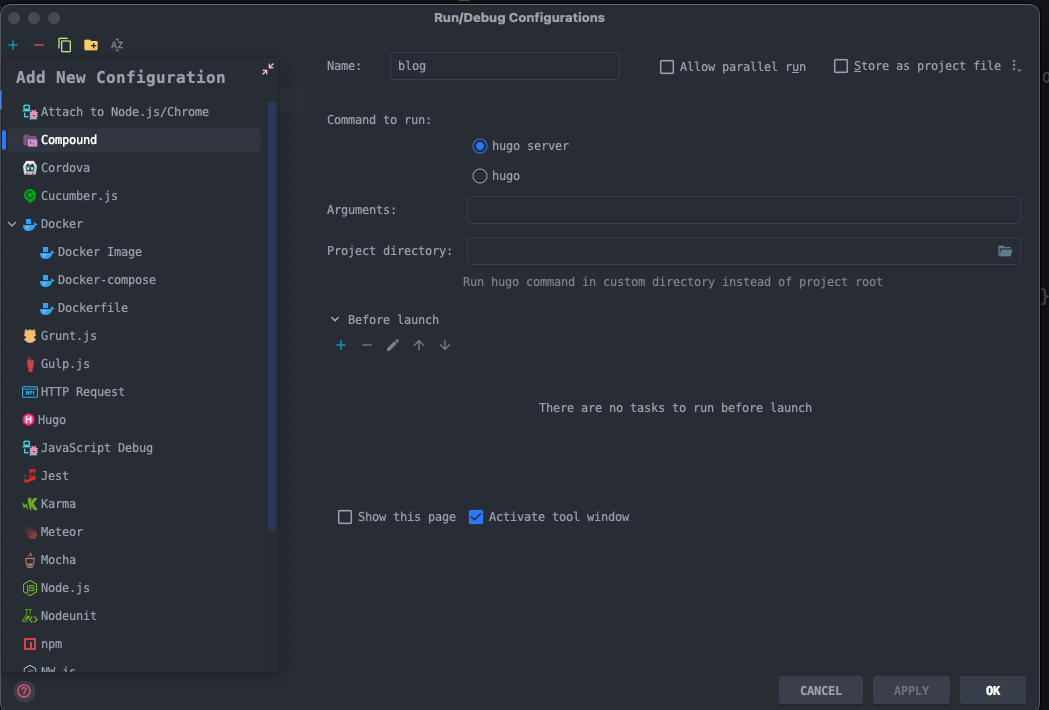 Run/Debug Configurations
Add New Configuration
Attach to Node.js/Chrome
Compound
Cordova
Cucumber.js
Docker
Docker Image
Docker-compose
Dockerfile
Grunt.js
Gulp.js
HTTP Request
Hugo
JavaScript Debug
Jest
Karma
Meteor
Mocha
Node.js
Nodeunit
npm
NW.js
Name: blog
Allow parallel run
Store as project file
Command to run:
hugo server
hugo
Arguments:
Project directory:
Run hugo command in custom directory instead of project root
Before launch
There are no tasks to run before launch
Show this page
Activate tool window
CANCEL
APPLY
OK